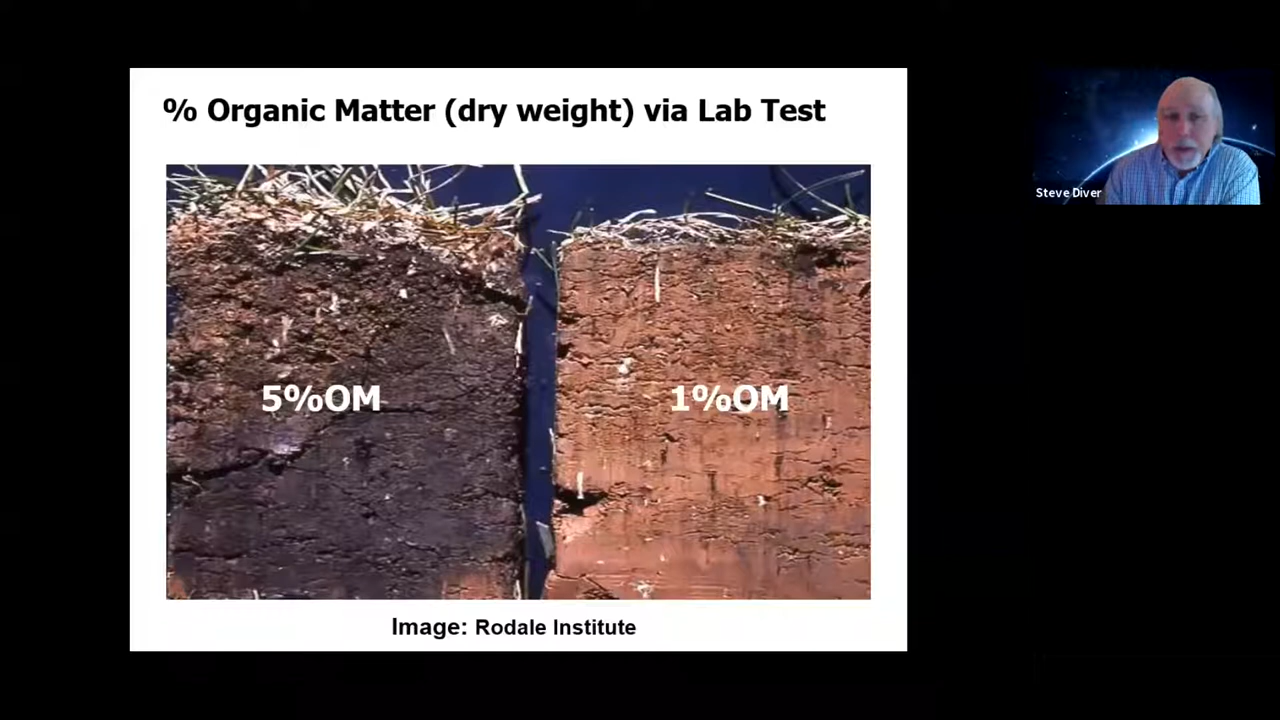 % Organic Matter (dry weight) via Lab Test
Steve Diver
5%OM
1%OM
Image: Rodale Institute